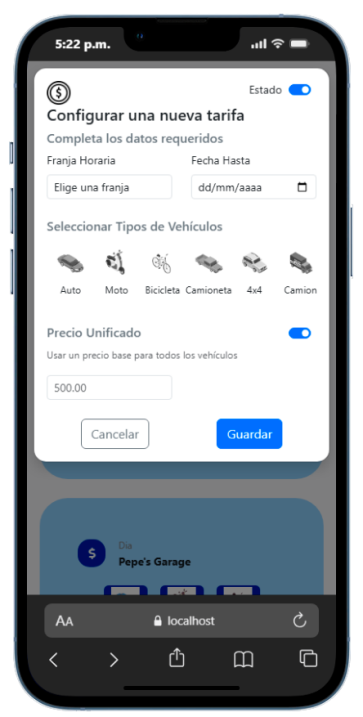 5:22 p.m.
$
Estado
Configurar una nueva tarifa
Completa los datos requeridos
Franja Horaria Fecha Hasta
Elige una franja dd/mm/aaaa
Seleccionar Tipos de Vehículos
Auto Moto Bicicleta Camioneta 4x4 Camion
Precio Unificado
Usar un precio base para todos los vehículos
500.00
Cancelar Guardar
$ Dia
Pepe's Garage
AA localhost